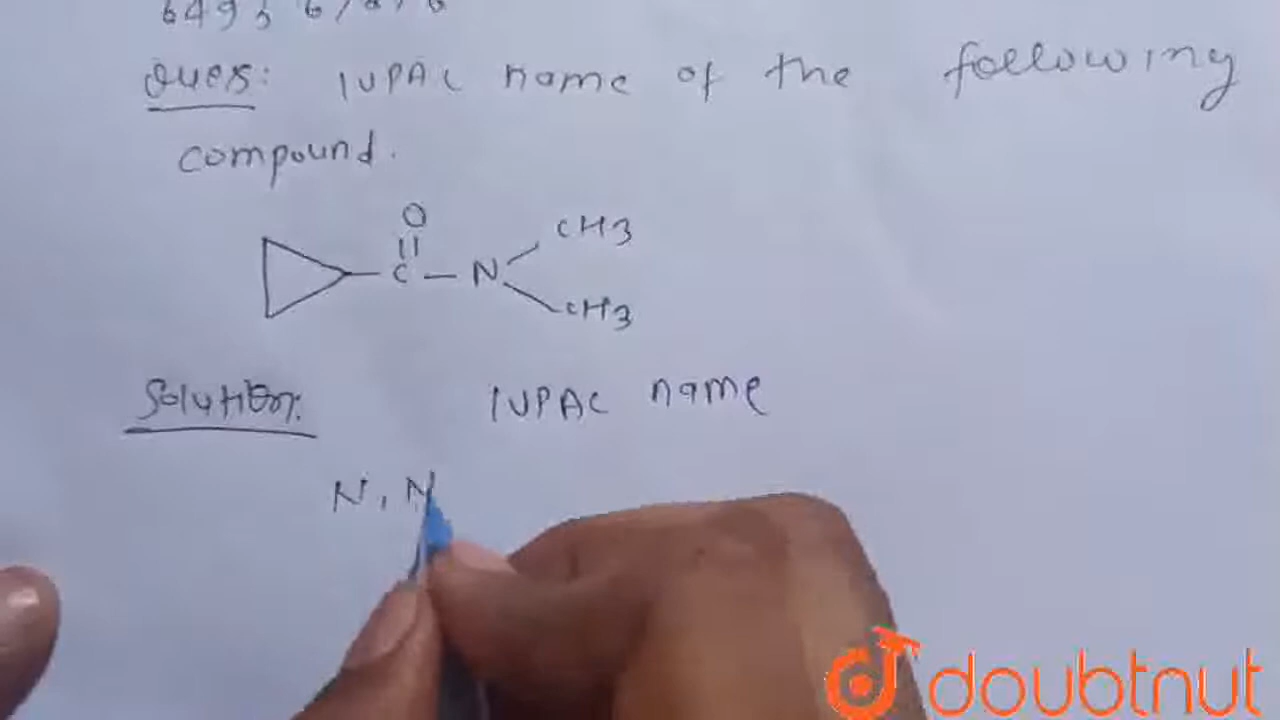 Ques: IUPAC name of the following
compound.
O
||
C - N
CH3
CH3
Solution: IUPAC name
N, N
doubtnut